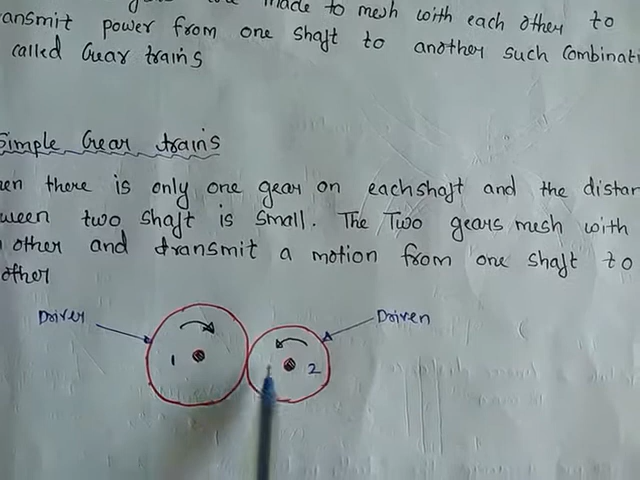 made to mesh with each other to
ansmit power from one shaft to another such Combinati
called Gear trains
Simple Gear trains
en there is only one gear on each shaft and the distan
ween two shaft is small. The Two gears mesh with
other and transmit a motion from one shaft to
other
Driver
Driven
1
2